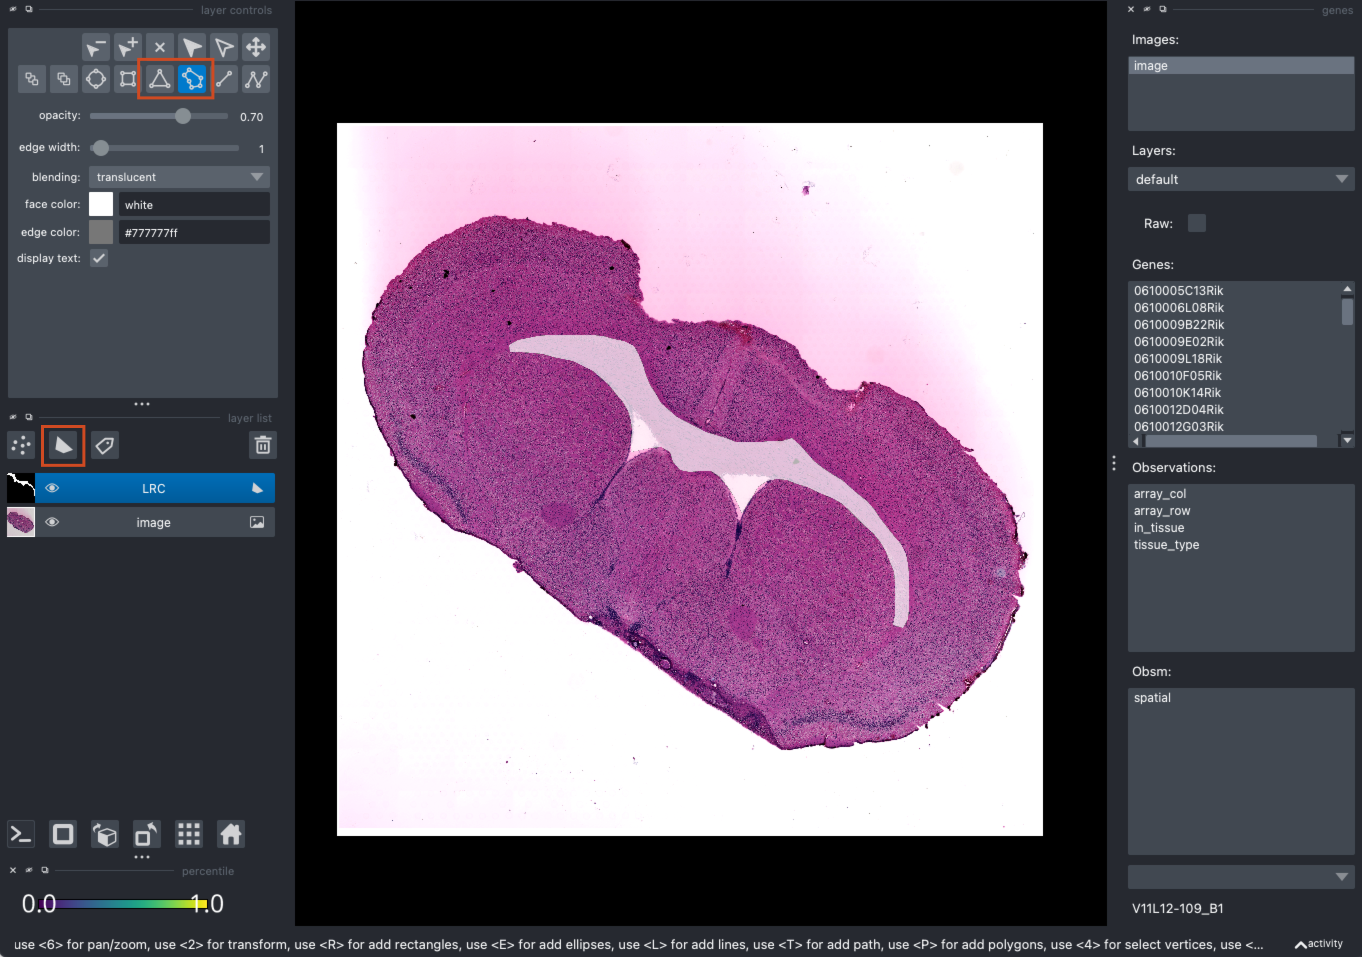 layer controls
opacity:
0.70
edge width:
1
blending:
translucent
face color:
white
edge color:
#777777ff
display text:
layer list
LRC
image
percentile
0.0
1.0
genes
Images:
image
Layers:
default
Raw:
Genes:
0610005C13Rik
0610006L08Rik
0610009B22Rik
0610009E02Rik
0610009L18Rik
0610010F05Rik
0610010K14Rik
0610012D04Rik
0610012G03Rik
Observations:
array_col
array_row
in_tissue
tissue_type
Obsm:
spatial
V11L12-109_B1
use <6> for pan/zoom, use <2> for transform, use <R> for add rectangles, use <E> for add ellipses, use <L> for add lines, use <T> for add path, use <P> for add polygons, use <4> for select vertices, use <...
activity